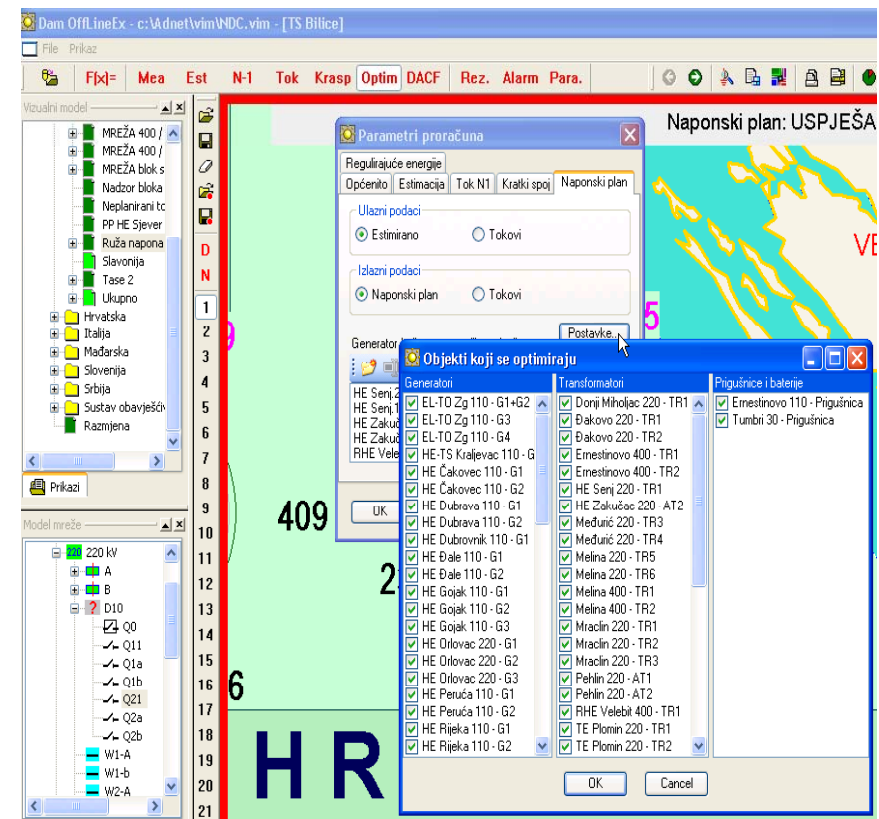 Dam OffLineEx - c:\Adnet\vim\NDC.vim - [TS Bilice]
File Prikaz
F(x)= Mea Est N-1 Tok Krasp Optim DACF Rez. Alarm Para.
Vizualni model
MREŽA 400 /
MREŽA 400 /
MREŽA blok s
Nadzor bloka
Neplanirani tc
PP HE Sjever
Ruža napona
Slavonija
Tase 2
Ukupno
Hrvatska
Italija
Mađarska
Slovenija
Srbija
Sustav obavješćiv
Razmjena
Prikazi
Model mreže
220 220 kV
A
B
? D10
Q0
Q11
Q1a
Q1b
Q21
Q2a
Q2b
W1-A
W1-b
W2-A
D
N
1
2
3
4
5
6
7
8
9
10
11
12
13
14
15
16
17
18
19
20
21
Naponski plan: USPJEŠA
VE
5
9
409
2
6
HR
Parametri proračuna
Regulirajuće energije
Općenito Estimacija Tok N1 Kratki spoj Naponski plan
Ulazni podaci
Estimirano Tokovi
Izlazni podaci
Naponski plan Tokovi
Generator
Postavke...
HE Senj.2
HE Senj.1
HE Zakuč
HE Zakuč
RHE Vele
UK
Objekti koji se optimiraju
Generatori
EL-TO Zg 110 - G1+G2
EL-TO Zg 110 - G3
EL-TO Zg 110 - G4
HE-TS Kraljevac 110 - G
HE Čakovec 110 - G1
HE Čakovec 110 - G2
HE Dubrava 110 - G1
HE Dubrava 110 - G2
HE Dubrovnik 110 - G1
HE Đale 110 - G1
HE Đale 110 - G2
HE Gojak 110 - G1
HE Gojak 110 - G2
HE Gojak 110 - G3
HE Orlovac 220 - G1
HE Orlovac 220 - G2
HE Orlovac 220 - G3
HE Peruća 110 - G1
HE Peruća 110 - G2
HE Rijeka 110 - G1
HE Rijeka 110 - G2
Transformatori
Donji Miholjac 220 - TR1
Đakovo 220 - TR1
Đakovo 220 - TR2
Ernestinovo 400 - TR1
Ernestinovo 400 - TR2
HE Senj 220 - TR1
HE Zakučac 220 - AT2
Međurić 220 - TR3
Međurić 220 - TR4
Melina 220 - TR5
Melina 220 - TR6
Melina 400 - TR1
Melina 400 - TR2
Mraclin 220 - TR1
Mraclin 220 - TR2
Mraclin 220 - TR3
Pehlin 220 - AT1
Pehlin 220 - AT2
RHE Velebit 400 - TR1
TE Plomin 220 - TR1
TE Plomin 220 - TR2
Prigušnice i baterije
Ernestinovo 110 - Prigušnica
Tumbri 30 - Prigušnica
OK Cancel